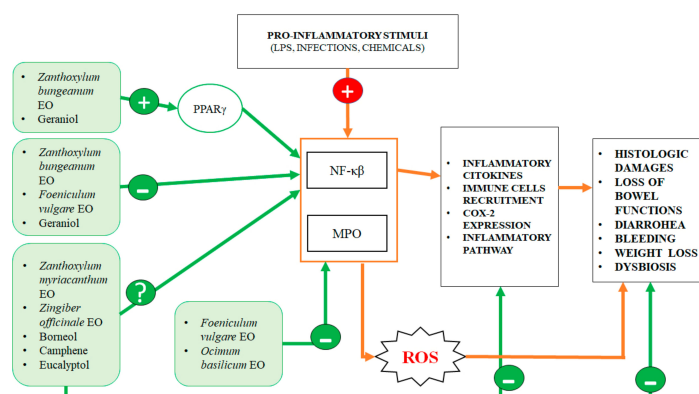 PRO-INFLAMMATORY STIMULI
(LPS, INFECTIONS, CHEMICALS)
+
• Zanthoxylum
bungeanum
EO
• Geraniol
+
PPARγ
• Zanthoxylum
bungeanum
EO
• Foeniculum
vulgare EO
• Geraniol
−
NF-κβ
MPO
• INFLAMMATORY
CITOKINES
• IMMUNE CELLS
RECRUITMENT
• COX-2
EXPRESSION
• INFLAMMATORY
PATHWAY
• HISTOLOGIC
DAMAGES
• LOSS OF
BOWEL
FUNCTIONS
• DIARROHEA
• BLEEDING
• WEIGHT LOSS
• DYSBIOSIS
• Zanthoxylum
myriacanthum
EO
• Zingiber
officinale EO
• Borneol
• Camphene
• Eucalyptol
?
• Foeniculum
vulgare EO
• Ocimum
basilicum EO
−
ROS
−
−